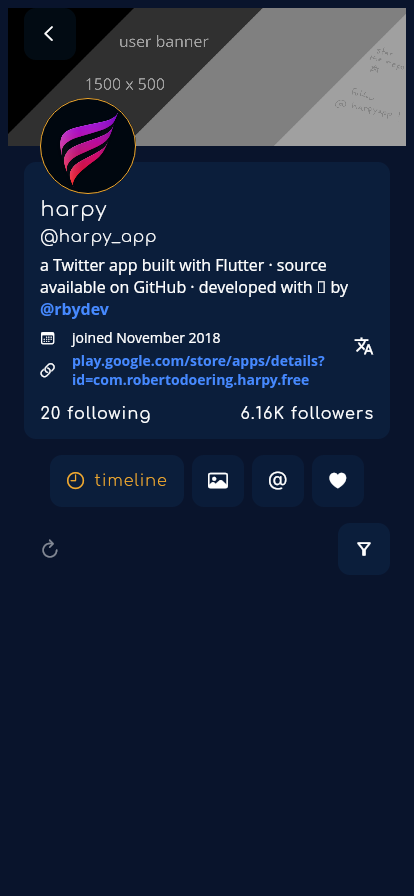 user banner
1500 x 500
follow
@ harpy_app !
harpy
@harpy_app
a Twitter app built with Flutter · source
available on GitHub · developed with by
@rbydev
joined November 2018
play.google.com/store/apps/details?
id=com.robertodoering.harpy.free
20 following
6.16K followers
timeline
@